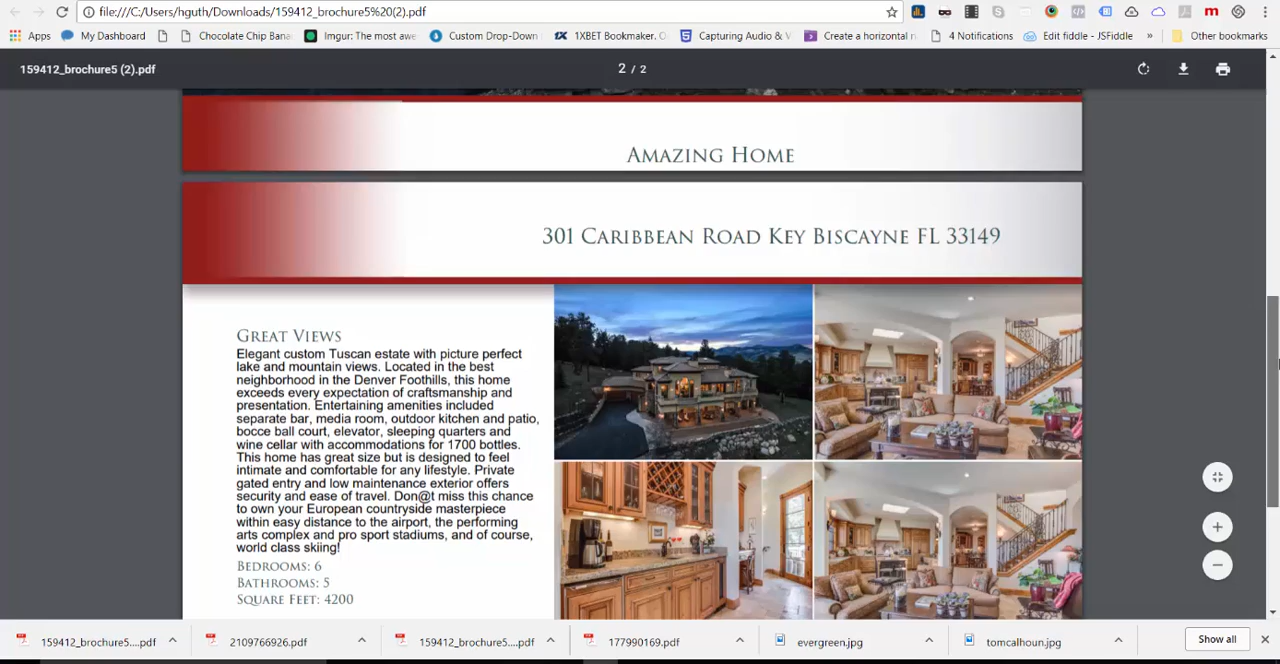 file:///C:/Users/hguth/Downloads/159412_brochure5%20(2).pdf
Apps
My Dashboard
Chocolate Chip Bana
Imgur: The most awe
Custom Drop-Down
1XBET Bookmaker. O
Capturing Audio & V
Create a horizontal r
4 Notifications
Edit fiddle - JSFiddle
»
Other bookmarks
159412_brochure5 (2).pdf
2 / 2
Amazing Home
301 Caribbean Road Key Biscayne FL 33149
Great Views
Elegant custom Tuscan estate with picture perfect
lake and mountain views. Located in the best
neighborhood in the Denver Foothills, this home
exceeds every expectation of craftsmanship and
presentation. Entertaining amenities included
separate bar, media room, outdoor kitchen and patio,
bocce ball court, elevator, sleeping quarters and
wine cellar with accommodations for 1700 bottles.
This home has great size but is designed to feel
intimate and comfortable for any lifestyle. Private
gated entry and low maintenance exterior offers
security and ease of travel. Don@t miss this chance
to own your European countryside masterpiece
within easy distance to the airport, the performing
arts complex and pro sport stadiums, and of course,
world class skiing!
Bedrooms: 6
Bathrooms: 5
Square Feet: 4200
159412_brochure5....pdf
2109766926.pdf
159412_brochure5....pdf
177990169.pdf
evergreen.jpg
tomcalhoun.jpg
Show all